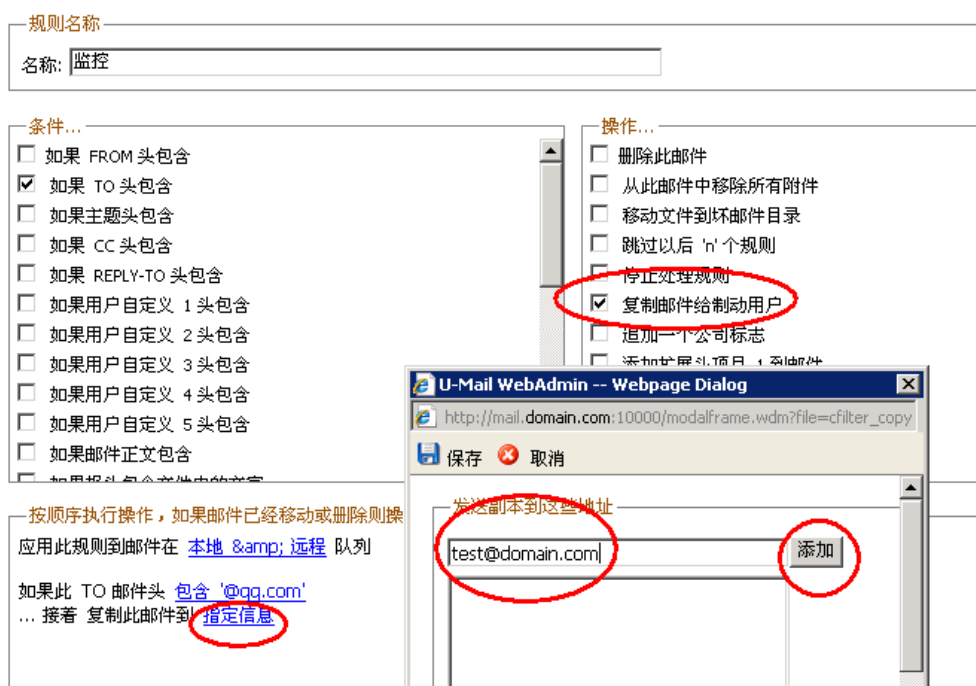 规则名称
名称: 监控
条件...
如果 FROM 头包含
如果 TO 头包含
如果主题头包含
如果 CC 头包含
如果 REPLY-TO 头包含
如果用户自定义 1 头包含
如果用户自定义 2 头包含
如果用户自定义 3 头包含
如果用户自定义 4 头包含
如果用户自定义 5 头包含
如果邮件正文包含
操作...
删除此邮件
从此邮件中移除所有附件
移动文件到坏邮件目录
跳过以后 'n' 个规则
停止处理规则
复制邮件给制动用户
追加一个公司标志
添加扩展头项目 1 到邮件
按顺序执行操作，如果邮件已经移动或删除则操
应用此规则到邮件在 本地 &amp; 远程 队列
如果此 TO 邮件头 包含 '@qq.com'
... 接着 复制此邮件到 指定信息
U-Mail WebAdmin -- Webpage Dialog
http://mail.domain.com:10000/modalframe.wdm?file=cfilter_copy
保存 取消
发送副本到这些地址
test@domain.com 添加